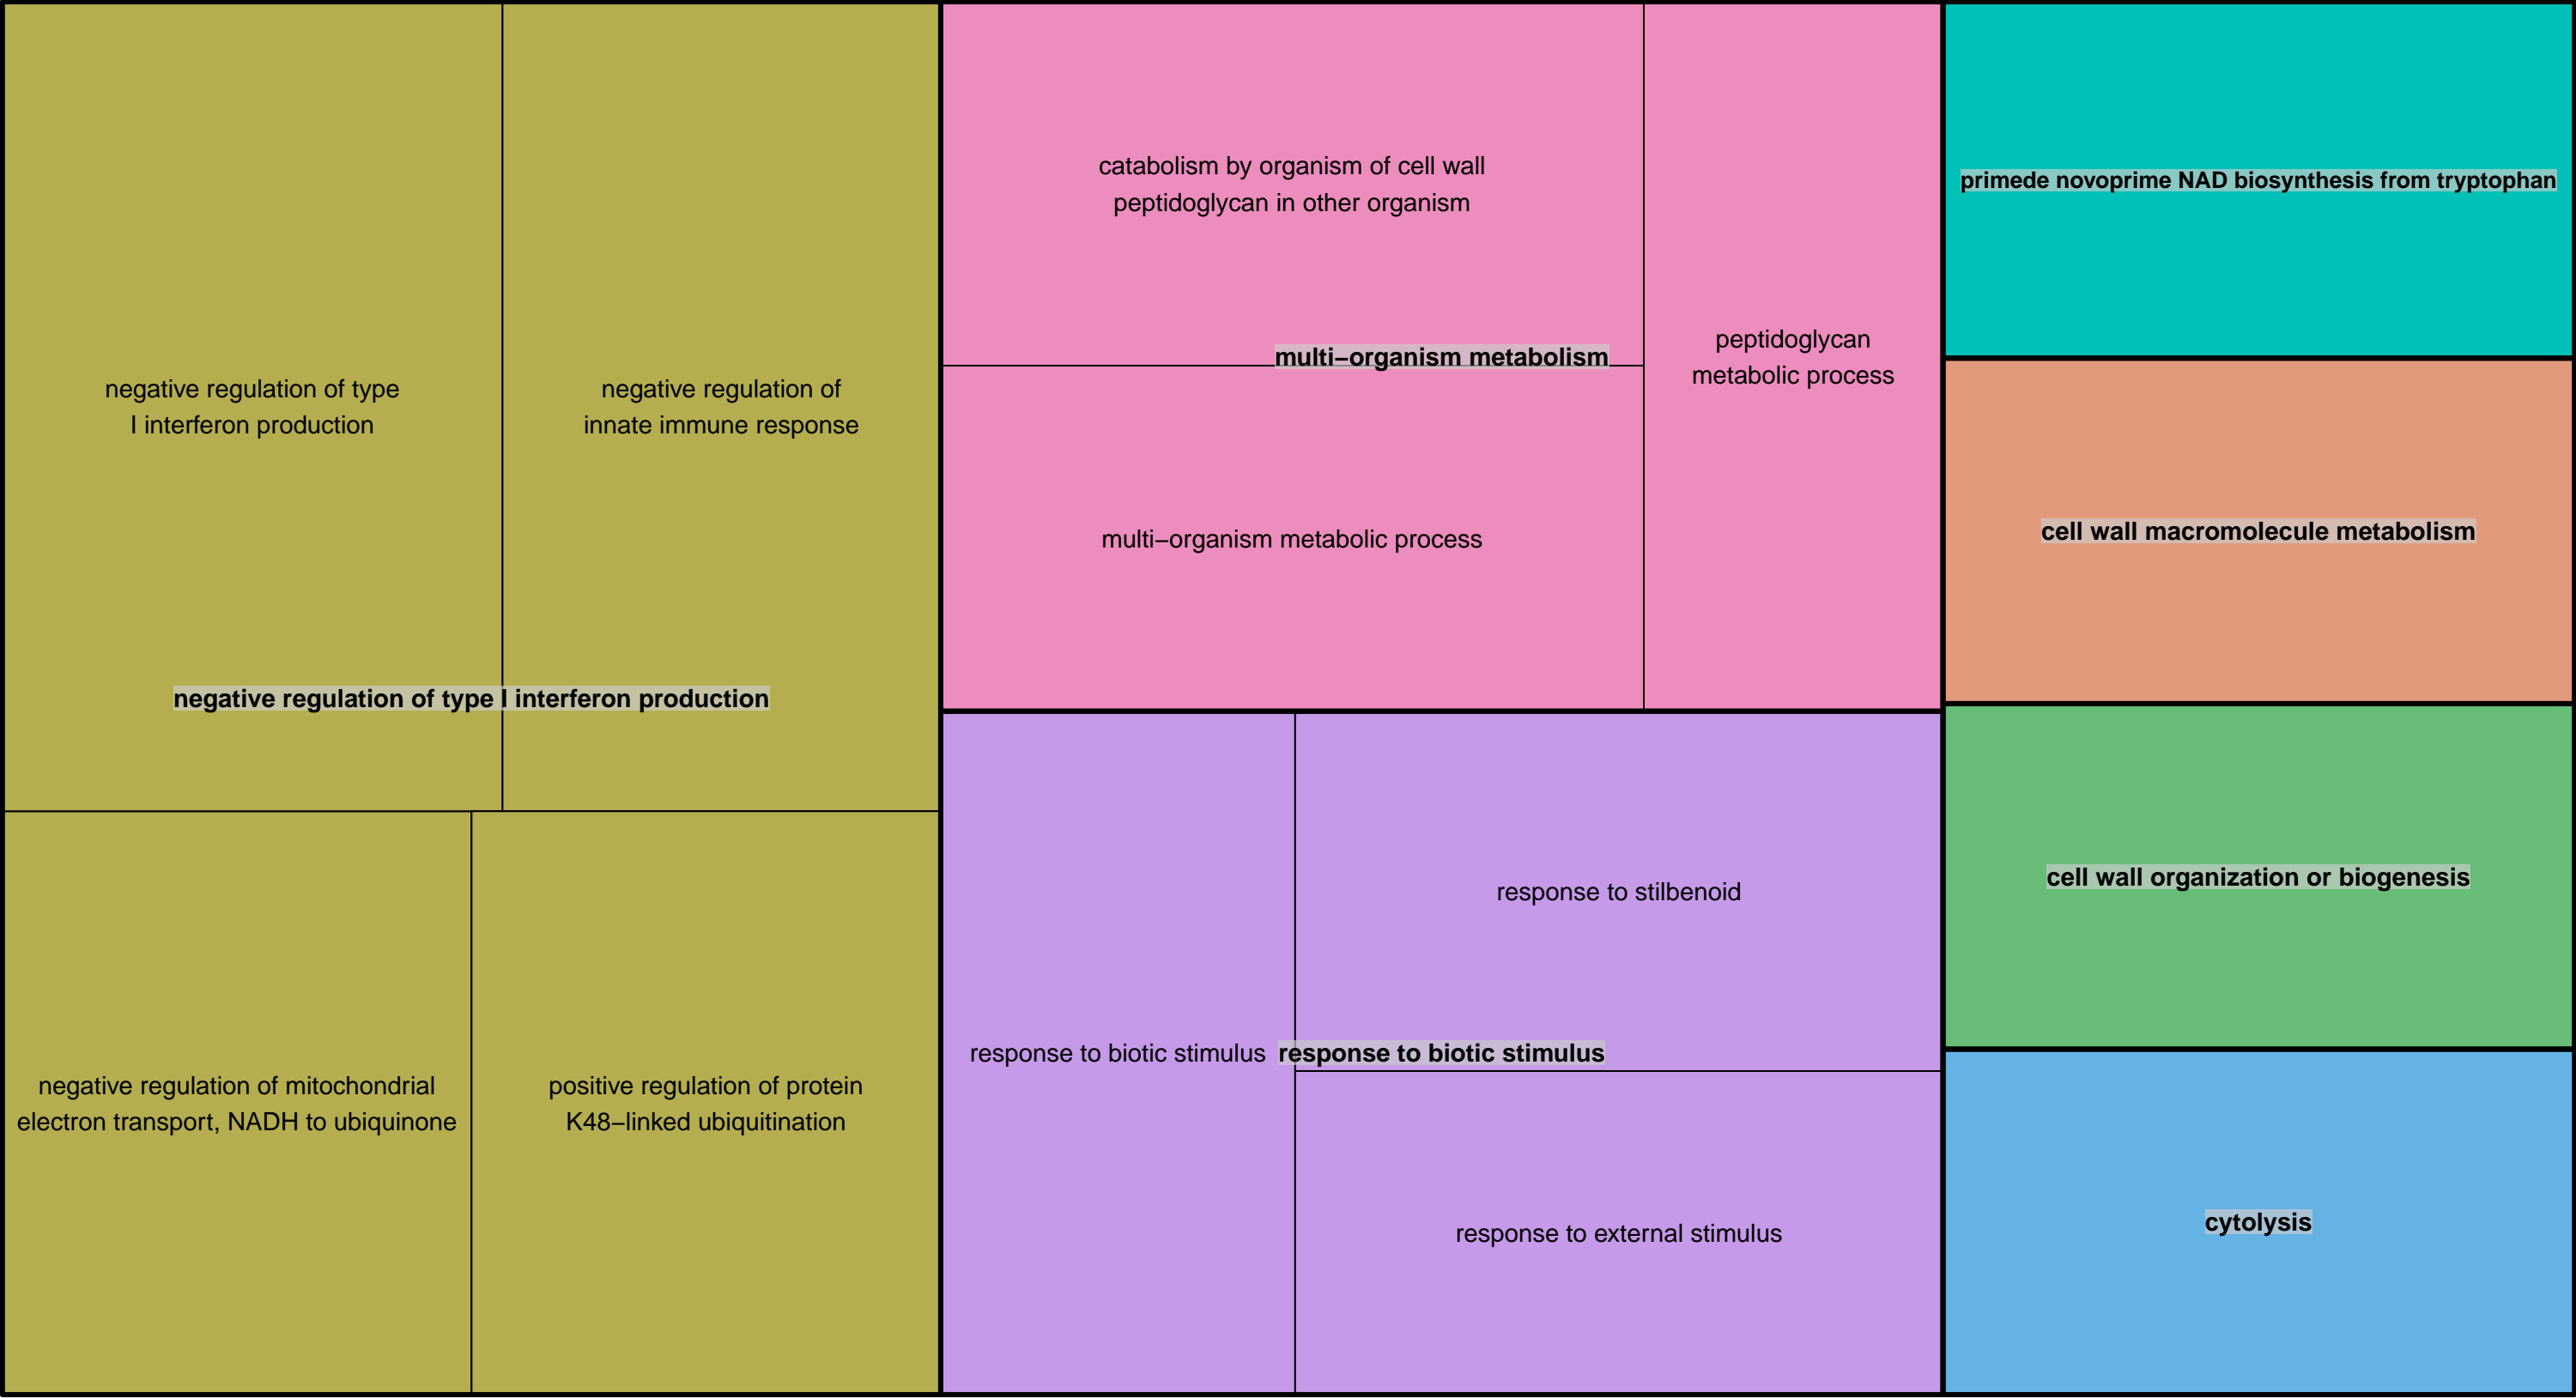 negative regulation of type
I interferon production
negative regulation of
innate immune response
negative regulation of type I interferon production
negative regulation of mitochondrial
electron transport, NADH to ubiquinone
positive regulation of protein
K48−linked ubiquitination
catabolism by organism of cell wall
peptidoglycan in other organism
multi−organism metabolism
multi−organism metabolic process
peptidoglycan
metabolic process
response to biotic stimulus
response to biotic stimulus
response to stilbenoid
response to external stimulus
primede novoprime NAD biosynthesis from tryptophan
cell wall macromolecule metabolism
cell wall organization or biogenesis
cytolysis